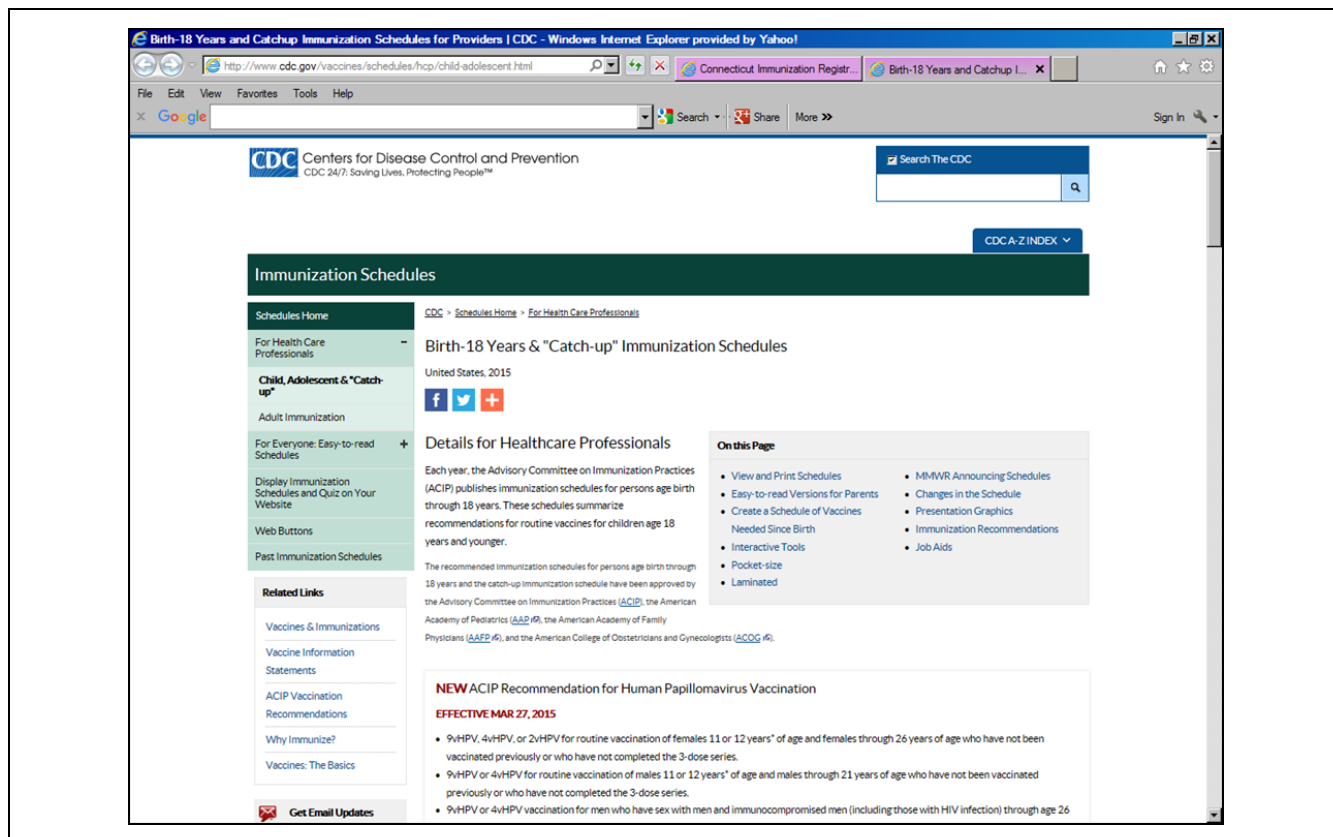 Birth-18 Years and Catchup Immunization Schedules for Providers | CDC - Windows Internet Explorer provided by Yahoo!
http://www.cdc.gov/vaccines/schedules/hcp/child-adolescent.html
Connecticut Immunization Registr...
Birth-18 Years and Catchup I...
File Edit View Favorites Tools Help
x Google
Search
Share
More »
Sign In
CDC
Centers for Disease Control and Prevention
CDC 24/7: Saving Lives, Protecting People™
Search The CDC
CDC A-Z INDEX
Immunization Schedules
Schedules Home
For Health Care
Professionals
Child, Adolescent & "Catch-
up"
Adult Immunization
For Everyone: Easy-to-read
Schedules
Display Immunization
Schedules and Quiz on Your
Website
Web Buttons
Past Immunization Schedules
Related Links
Vaccines & Immunizations
Vaccine Information
Statements
ACIP Vaccination
Recommendations
Why Immunize?
Vaccines: The Basics
Get Email Updates
CDC > Schedules Home > For Health Care Professionals
Birth-18 Years & "Catch-up" Immunization Schedules
United States, 2015
Details for Healthcare Professionals
Each year, the Advisory Committee on Immunization Practices
(ACIP) publishes immunization schedules for persons age birth
through 18 years. These schedules summarize
recommendations for routine vaccines for children age 18
years and younger.
The recommended immunization schedules for persons age birth through
18 years and the catch-up immunization schedule have been approved by
the Advisory Committee on Immunization Practices (ACIP), the American
Academy of Pediatrics (AAP), the American Academy of Family
Physicians (AAFP), and the American College of Obstetricians and Gynecologists (ACOG).
On this Page
• View and Print Schedules
• Easy-to-read Versions for Parents
• Create a Schedule of Vaccines
Needed Since Birth
• Interactive Tools
• Pocket-size
• Laminated
• MMWR Announcing Schedules
• Changes in the Schedule
• Presentation Graphics
• Immunization Recommendations
• Job Aids
NEW ACIP Recommendation for Human Papillomavirus Vaccination
EFFECTIVE MAR 27, 2015
• 9vHPV, 4vHPV, or 2vHPV for routine vaccination of females 11 or 12 years* of age and females through 26 years of age who have not been
vaccinated previously or who have not completed the 3-dose series.
• 9vHPV or 4vHPV for routine vaccination of males 11 or 12 years* of age and males through 21 years of age who have not been vaccinated
previously or who have not completed the 3-dose series.
• 9vHPV or 4vHPV vaccination for men who have sex with men and immunocompromised men (including those with HIV infection) through age 26